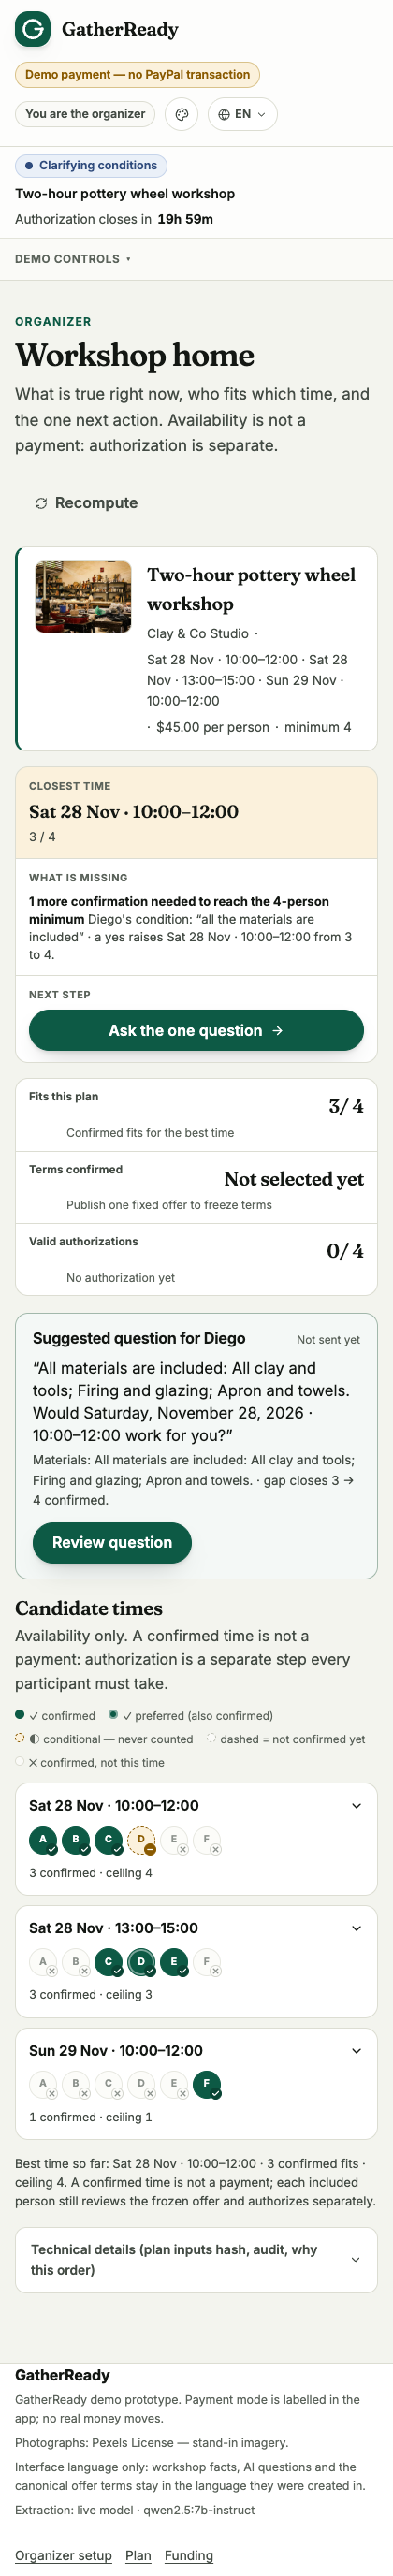 GatherReady
Demo payment — no PayPal transaction
You are the organizer
EN
Clarifying conditions
Two-hour pottery wheel workshop
Authorization closes in 19h 59m
DEMO CONTROLS
ORGANIZER
Workshop home
What is true right now, who fits which time, and
the one next action. Availability is not a
payment: authorization is separate.
Recompute
Two-hour pottery wheel
workshop
Clay & Co Studio ·
Sat 28 Nov · 10:00–12:00 · Sat 28
Nov · 13:00–15:00 · Sun 29 Nov ·
10:00–12:00
· $45.00 per person · minimum 4
CLOSEST TIME
Sat 28 Nov · 10:00–12:00
3 / 4
WHAT IS MISSING
1 more confirmation needed to reach the 4-person
minimum Diego's condition: “all the materials are
included” · a yes raises Sat 28 Nov · 10:00–12:00 from 3
to 4.
NEXT STEP
Ask the one question →
Fits this plan
3/ 4
Confirmed fits for the best time
Terms confirmed
Not selected yet
Publish one fixed offer to freeze terms
Valid authorizations
0/ 4
No authorization yet
Suggested question for Diego
Not sent yet
“All materials are included: All clay and
tools; Firing and glazing; Apron and towels.
Would Saturday, November 28, 2026 ·
10:00–12:00 work for you?”
Materials: All materials are included: All clay and tools;
Firing and glazing; Apron and towels. · gap closes 3 →
4 confirmed.
Review question
Candidate times
Availability only. A confirmed time is not a
payment; authorization is a separate step every
participant must take.
✓ confirmed ✓ preferred (also confirmed)
◐ conditional — never counted dashed = not confirmed yet
✕ confirmed, not this time
Sat 28 Nov · 10:00–12:00
A B C D E F
3 confirmed · ceiling 4
Sat 28 Nov · 13:00–15:00
A B C D E F
3 confirmed · ceiling 3
Sun 29 Nov · 10:00–12:00
A B C D E F
1 confirmed · ceiling 1
Best time so far: Sat 28 Nov · 10:00–12:00 · 3 confirmed fits ·
ceiling 4. A confirmed time is not a payment; each included
person still reviews the frozen offer and authorizes separately.
Technical details (plan inputs hash, audit, why
this order)
GatherReady
GatherReady demo prototype. Payment mode is labelled in the
app; no real money moves.
Photographs: Pexels License — stand-in imagery.
Interface language only: workshop facts, AI questions and the
canonical offer terms stay in the language they were created in.
Extraction: live model · qwen2.5:7b-instruct
Organizer setup Plan Funding